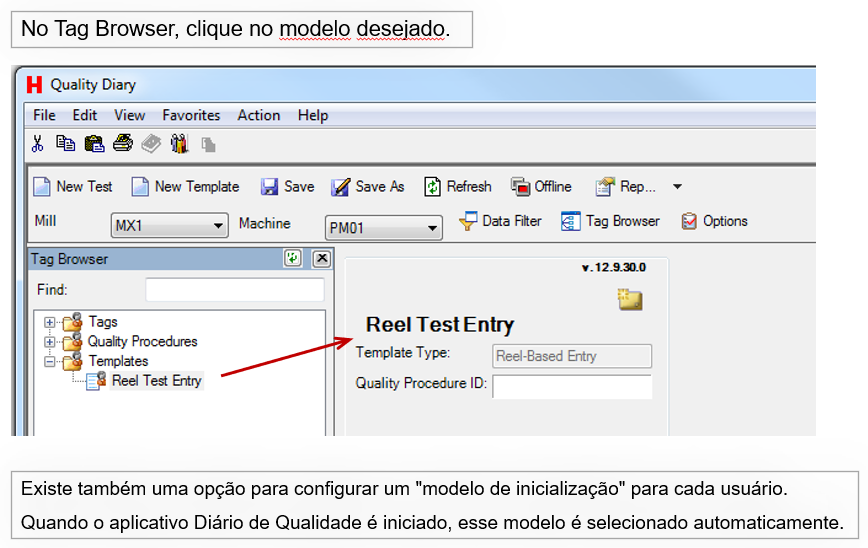 No Tag Browser, clique no modelo desejado.
H Quality Diary
File Edit View Favorites Action Help
New Test New Template Save Save As Refresh Offline Rep...
Mill MX1 Machine PM01 Data Filter Tag Browser Options
Tag Browser
Find:
Tags
Quality Procedures
Templates
Reel Test Entry
v.12.9.30.0
Reel Test Entry
Template Type: Reel-Based Entry
Quality Procedure ID:
Existe também uma opção para configurar um "modelo de inicialização" para cada usuário.
Quando o aplicativo Diário de Qualidade é iniciado, esse modelo é selecionado automaticamente.